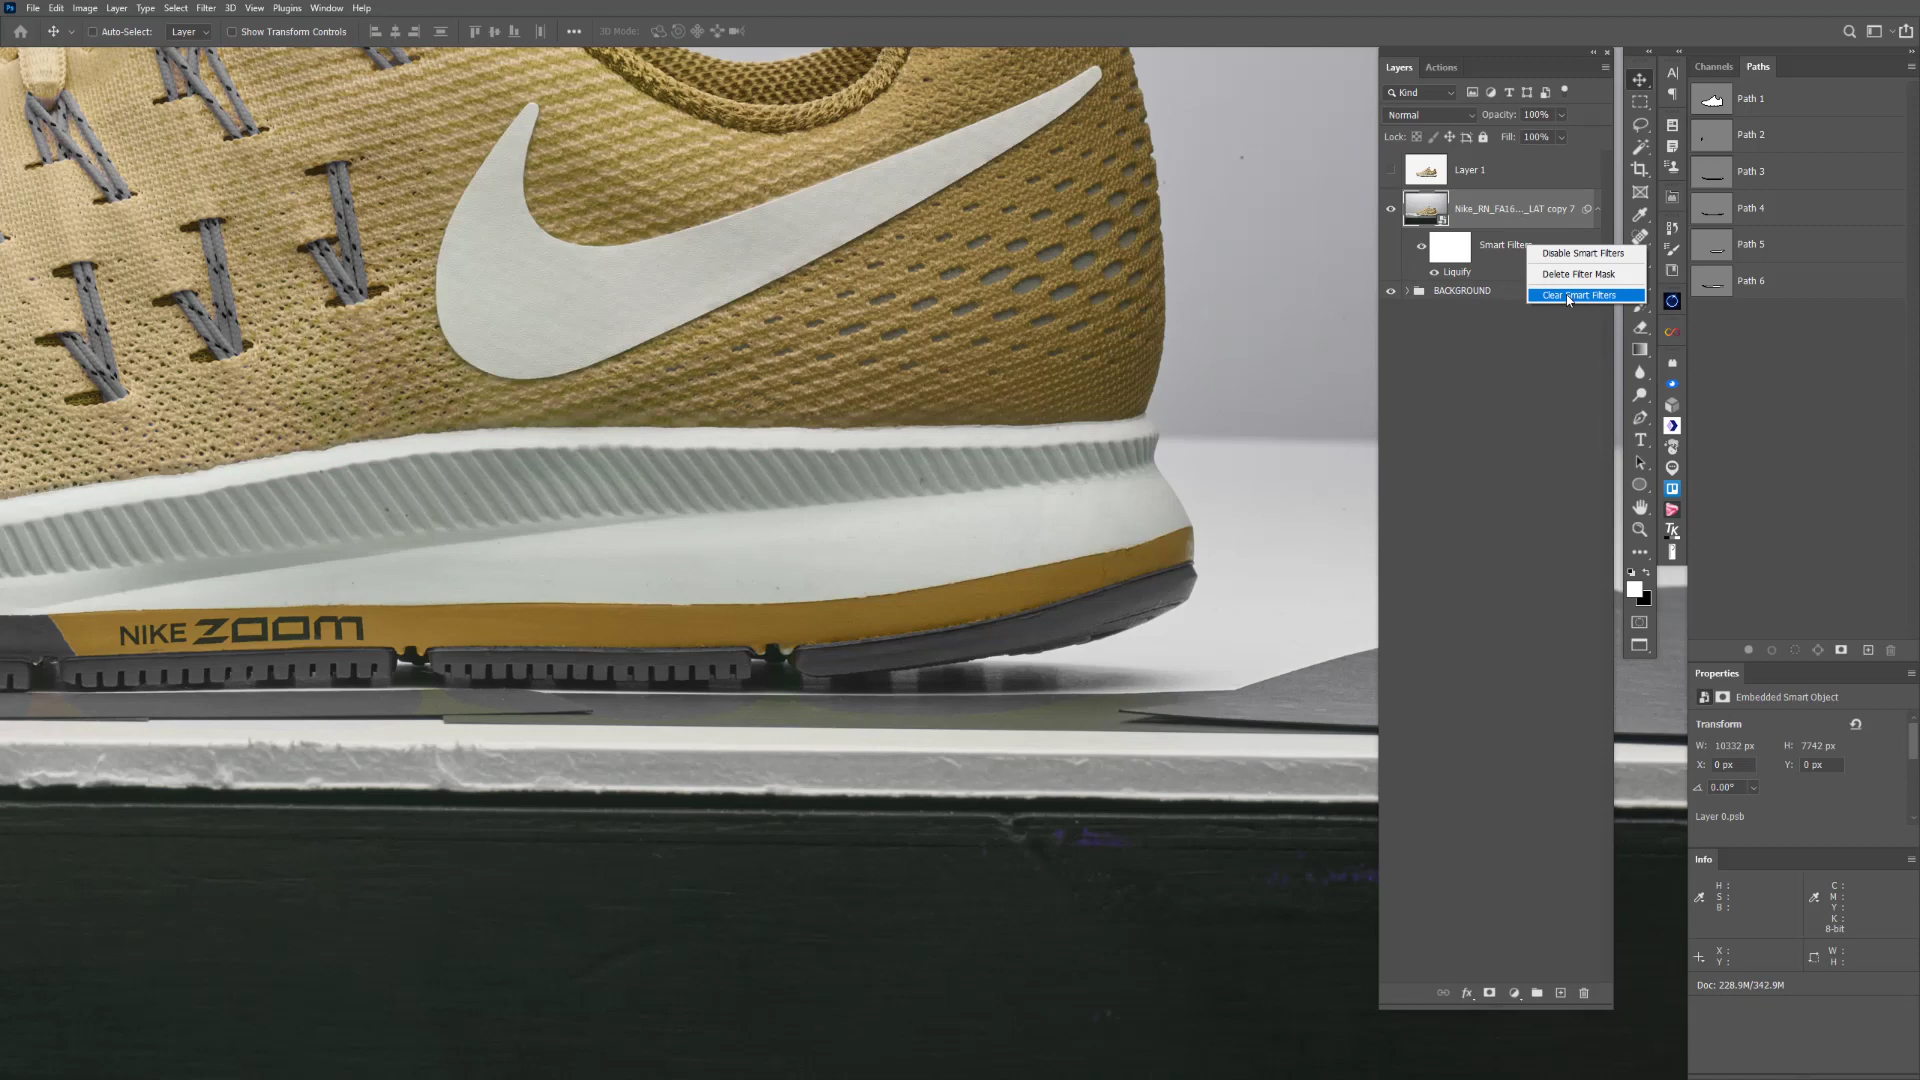 Ps File Edit Image Layer Type Select Filter 3D View Plugins Window Help
Auto-Select: Layer Show Transform Controls ••• 3D Mode:
Layers Actions
Kind
Normal Opacity: 100%
Lock: Fill: 100%
Layer 1
Nike_RN_FA16..._LAT copy 7
Smart Filters
Liquify
BACKGROUND
Disable Smart Filters
Delete Filter Mask
Clear Smart Filters
Channels Paths
Path 1
Path 2
Path 3
Path 4
Path 5
Path 6
TK
Properties
Embedded Smart Object
Transform
W: 10332 px H: 7742 px
X: 0 px Y: 0 px
0.00°
Layer 0.psb
Info
H : C :
S : M :
B : Y :
K :
8-bit
X : W :
Y : H :
Doc: 228.9M/342.9M
NIKE ZOOM